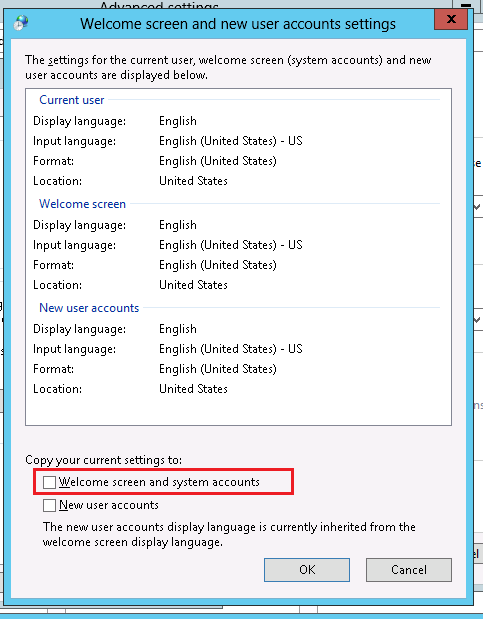 Advanced settings
Welcome screen and new user accounts settings
The settings for the current user, welcome screen (system accounts) and new
user accounts are displayed below.
Current user
Display language: English
Input language: English (United States) - US
Format: English (United States)
Location: United States
Welcome screen
Display language: English
Input language: English (United States) - US
Format: English (United States)
Location: United States
New user accounts
Display language: English
Input language: English (United States) - US
Format: English (United States)
Location: United States
Copy your current settings to:
Welcome screen and system accounts
New user accounts
The new user accounts display language is currently inherited from the
welcome screen display language.
OK Cancel